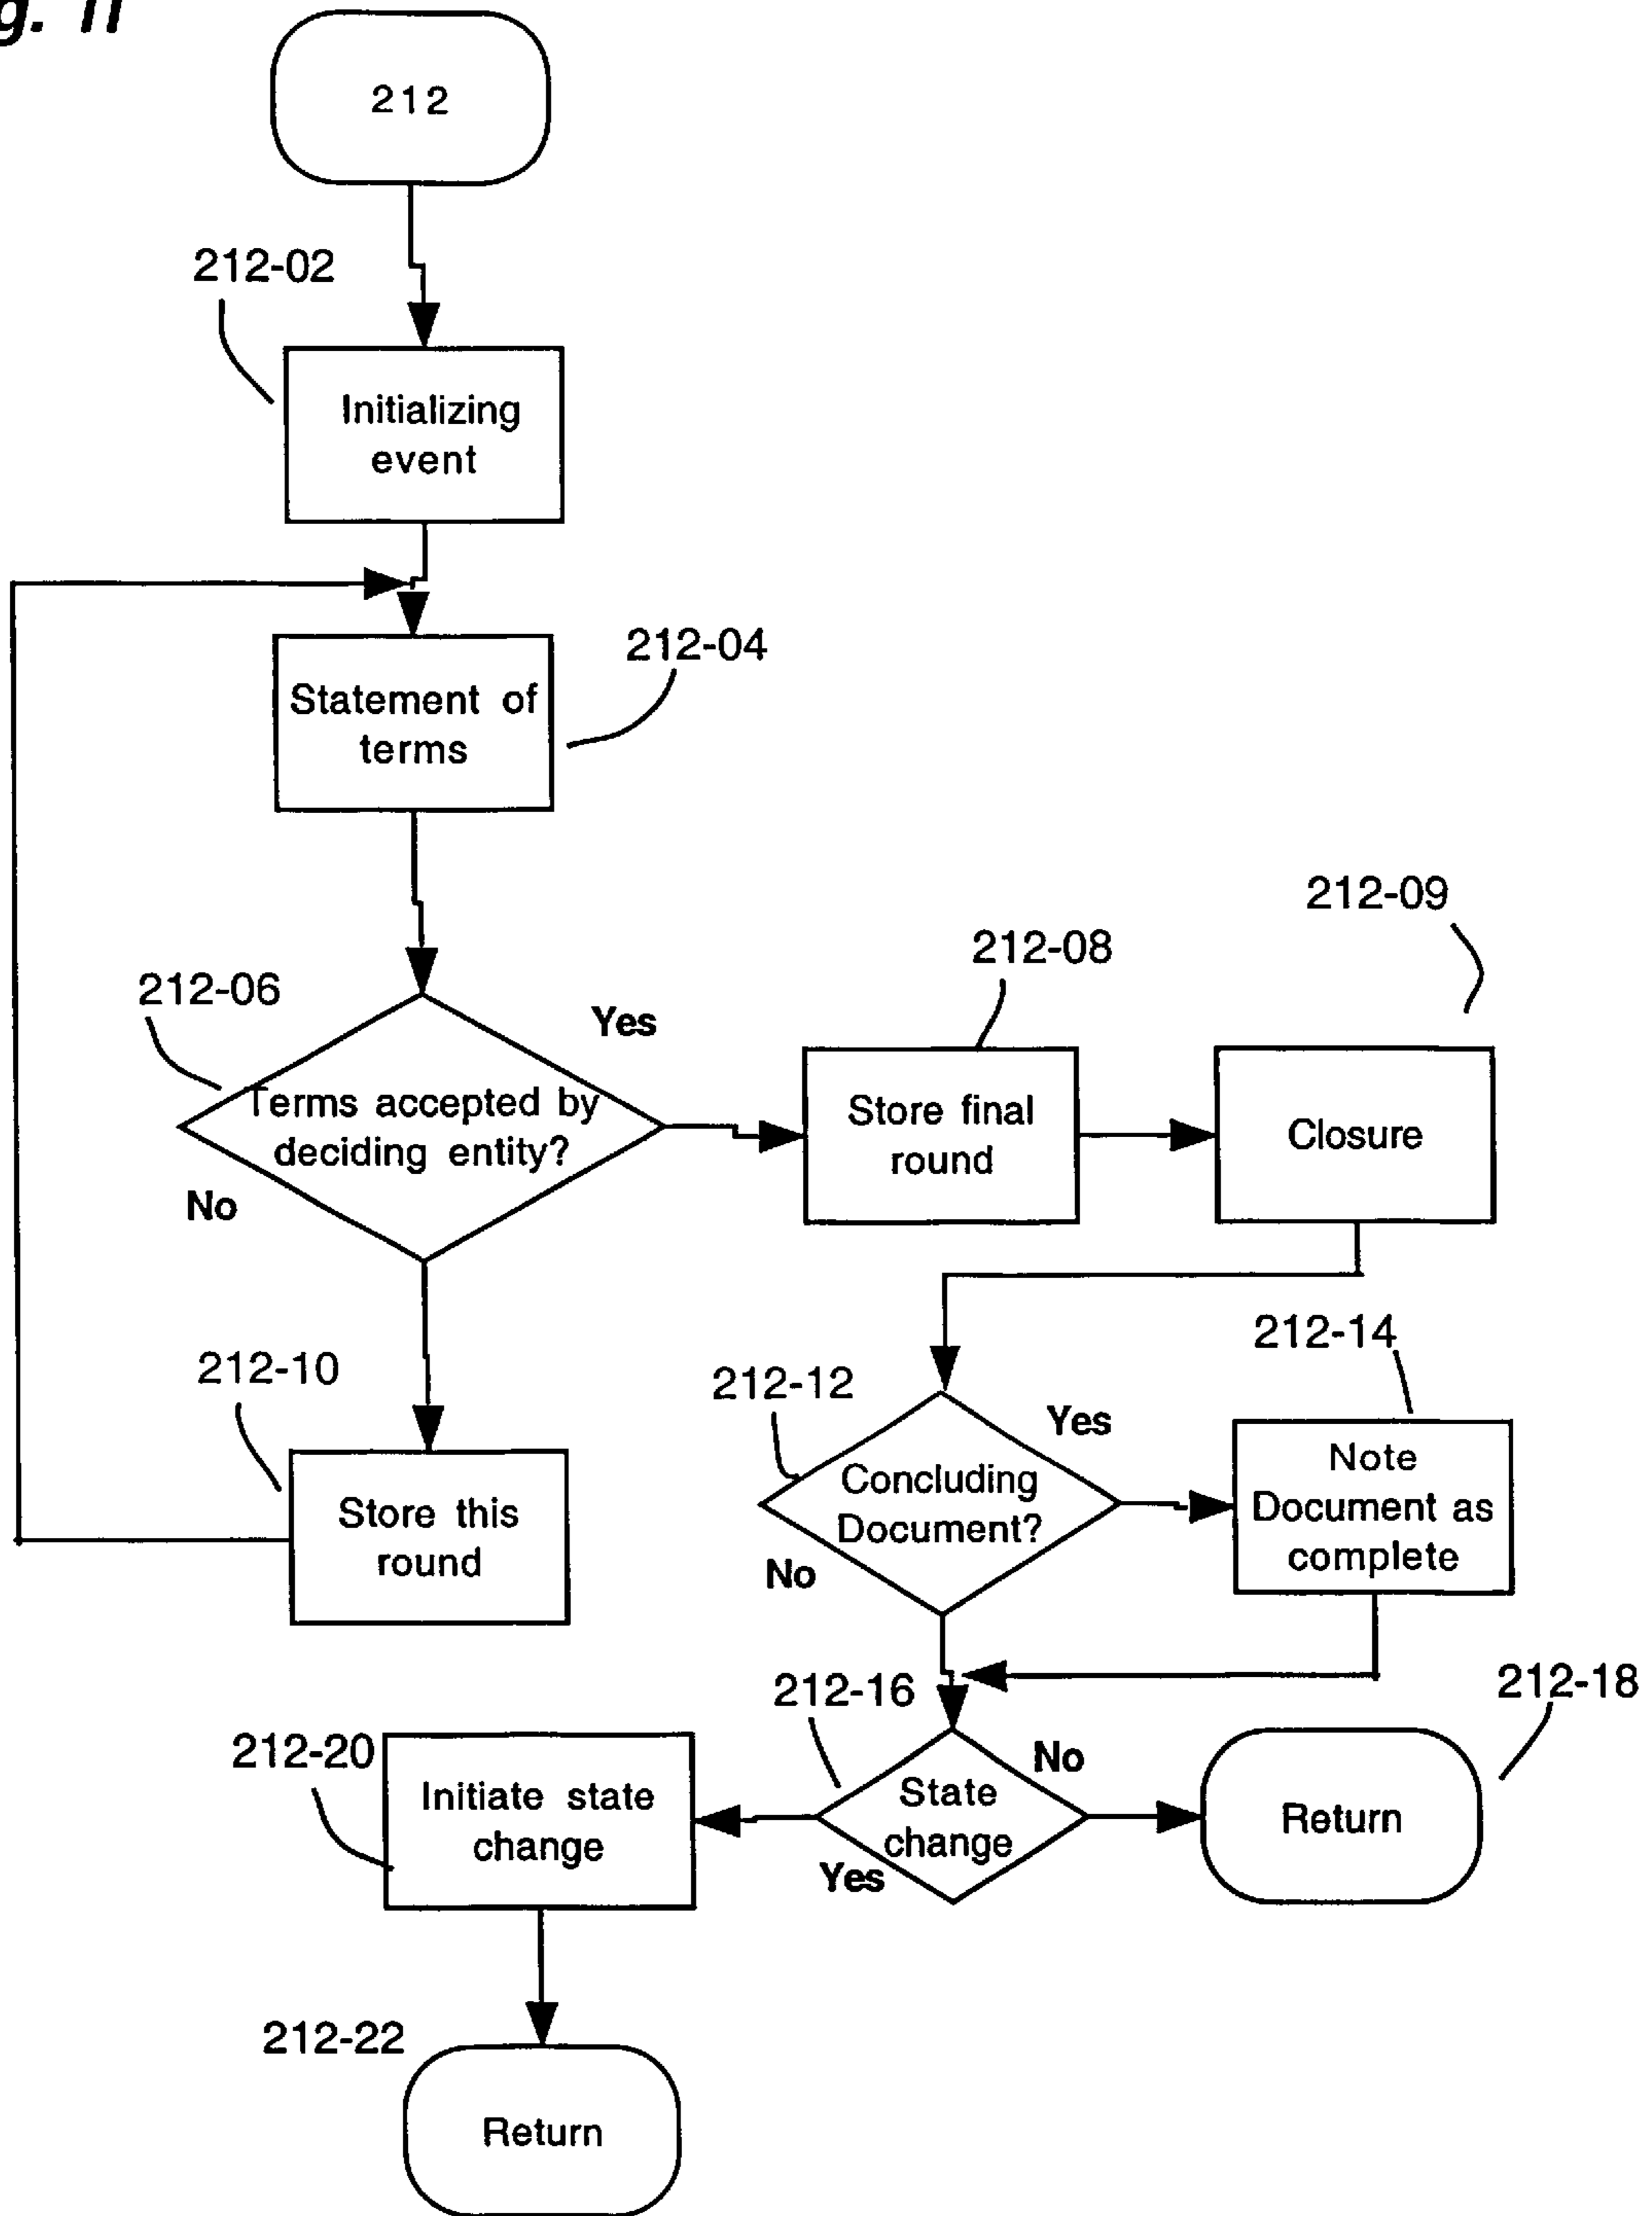 g. 11
212
212-02
Initializing
event
Statement of
terms
212-04
212-09
212-08
212-06
Yes
Terms accepted by
deciding entity?
No
Store final
round
Closure
212-14
212-10
212-12
Yes
Note
Document as
complete
Concluding
Document?
No
Store this
round
212-16
212-18
212-20
No
Initiate state
change
State
change
Yes
Return
212-22
Return